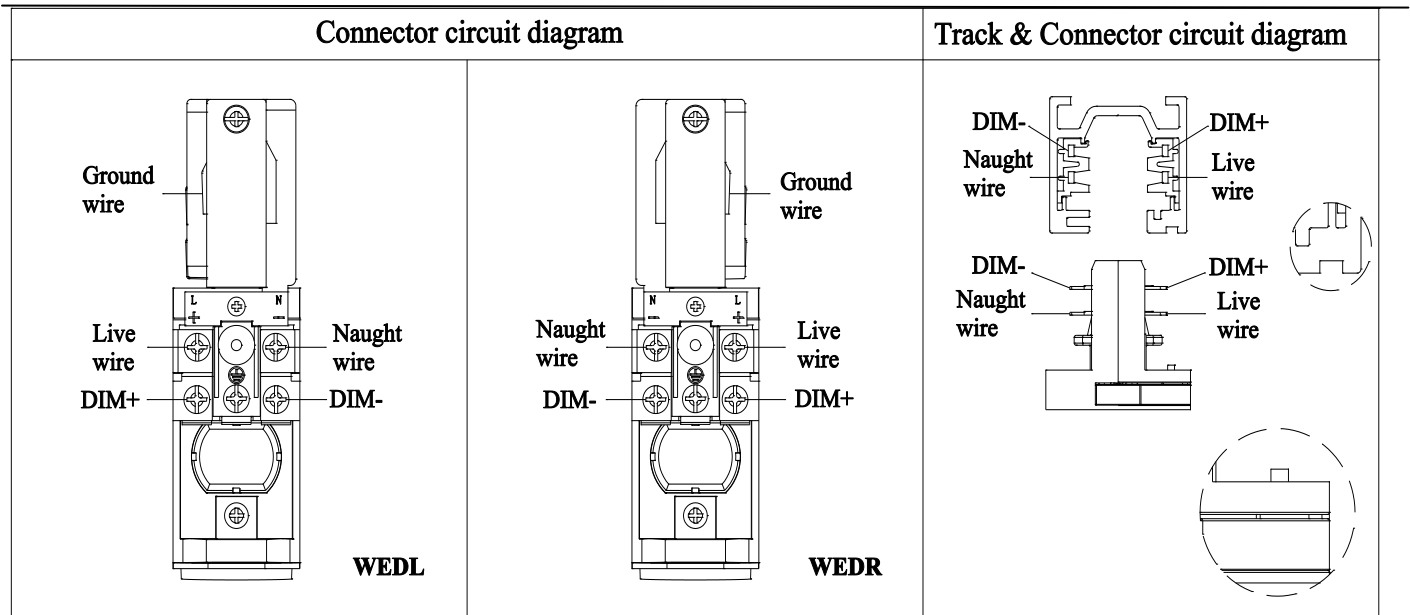 Connector circuit diagram
Track & Connector circuit diagram
Ground
wire
L
N
Live
wire
Naught
wire
DIM+
DIM-
WEDL
Ground
wire
N
L
Naught
wire
Live
wire
DIM-
DIM+
WEDR
DIM-
DIM+
Naught
wire
Live
wire
DIM-
DIM+
Naught
wire
Live
wire